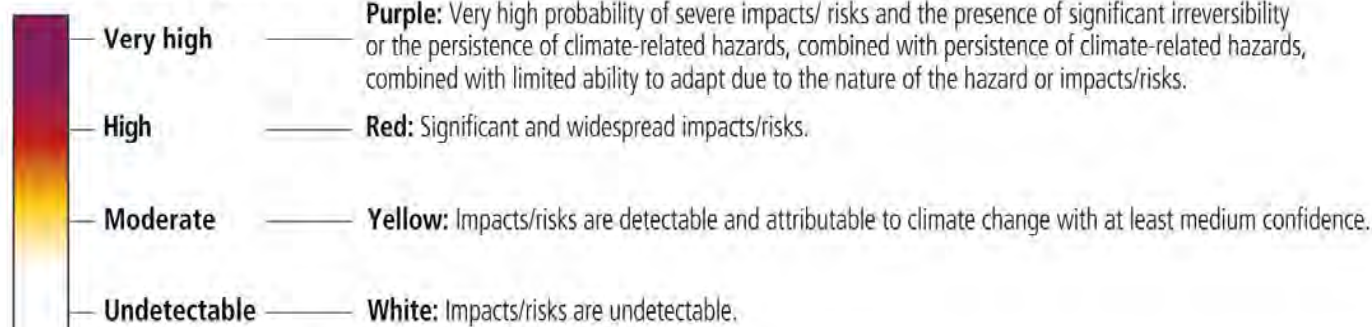 Very high
Purple: Very high probability of severe impacts/ risks and the presence of significant irreversibility
or the persistence of climate-related hazards, combined with persistence of climate-related hazards,
combined with limited ability to adapt due to the nature of the hazard or impacts/risks.
High
Red: Significant and widespread impacts/risks.
Moderate
Yellow: Impacts/risks are detectable and attributable to climate change with at least medium confidence.
Undetectable
White: Impacts/risks are undetectable.